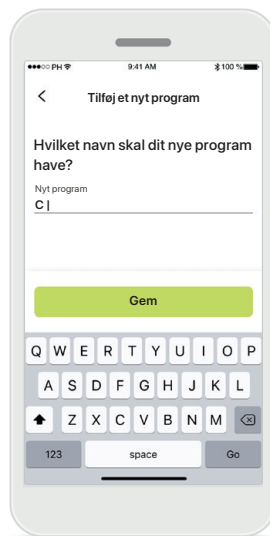 PH 9:41 AM 100 %
Tilføj et nyt program
Hvilket navn skal dit nye program
have?
Nyt program
C |
Gem
Q W E R T Y U I O P
A S D F G H J K L
Z X C V B N M
123 space Go